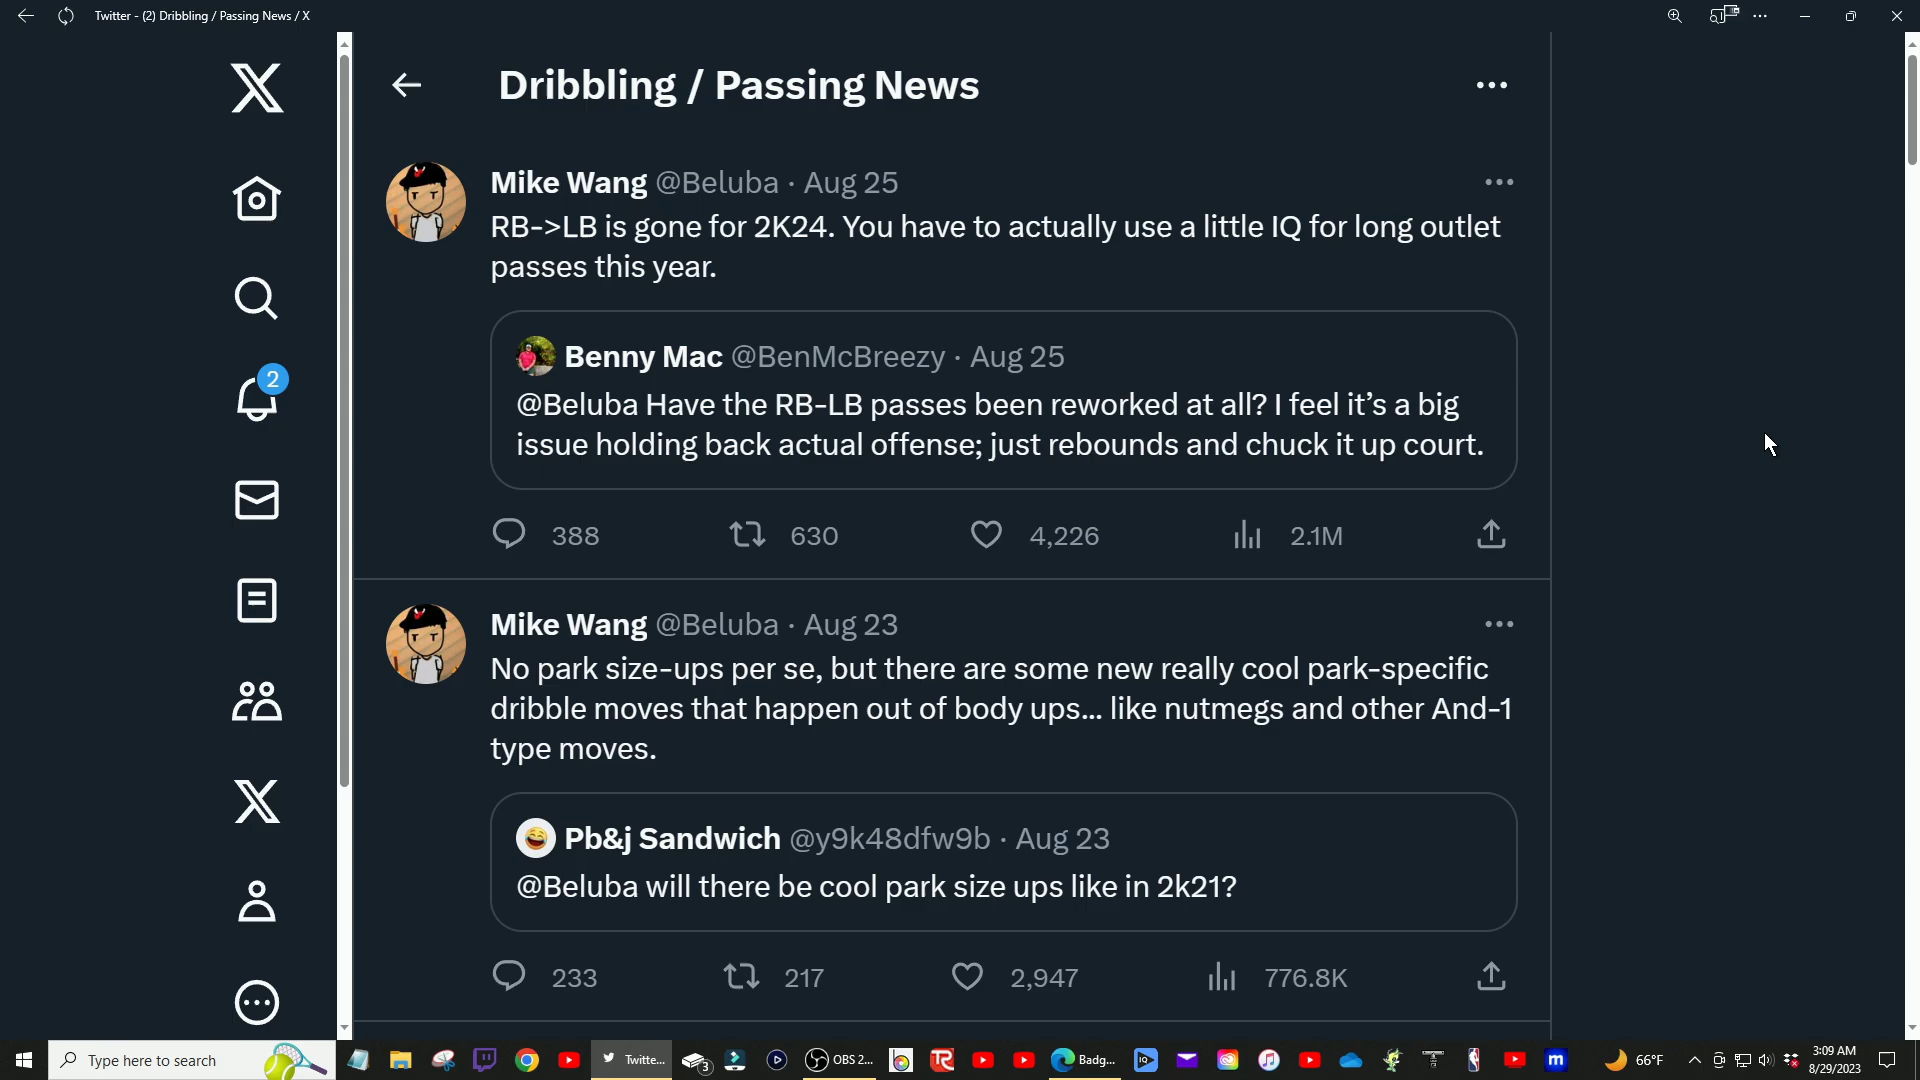 Twitter - (2) Dribbling / Passing News / X
Dribbling / Passing News
Mike Wang @Beluba · Aug 25
RB->LB is gone for 2K24. You have to actually use a little IQ for long outlet
passes this year.
Benny Mac @BenMcBreezy · Aug 25
@Beluba Have the RB-LB passes been reworked at all? I feel it’s a big
issue holding back actual offense; just rebounds and chuck it up court.
2
388 630 4,226 2.1M
Mike Wang @Beluba · Aug 23
No park size-ups per se, but there are some new really cool park-specific
dribble moves that happen out of body ups... like nutmegs and other And-1
type moves.
Pb&j Sandwich @y9k48dfw9b · Aug 23
@Beluba will there be cool park size ups like in 2k21?
233 217 2,947 776.8K
Type here to search
Twitte...
3
OBS 2...
TR
Badg...
IQ
m
66°F
3:09 AM
8/29/2023